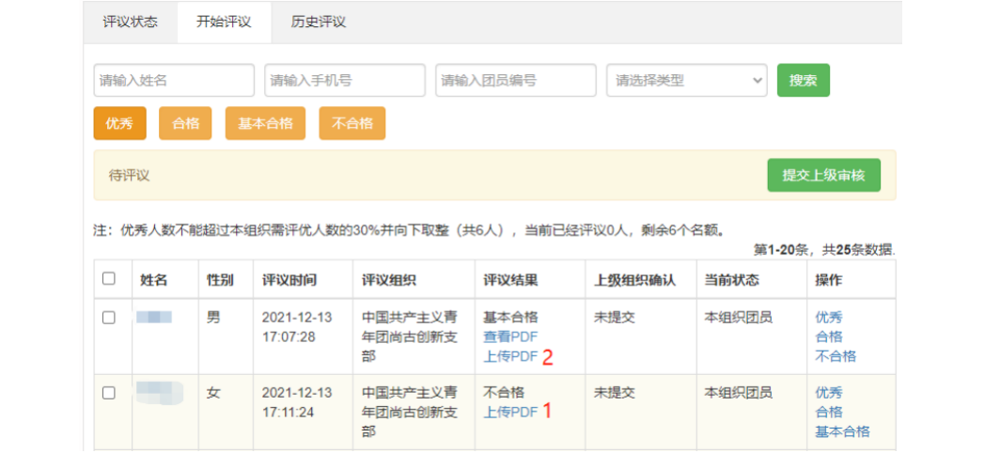 评议状态 开始评议 历史评议
请输入姓名 请输入手机号 请输入团员编号 请选择类型 搜索
优秀 合格 基本合格 不合格
待评议 提交上级审核
注：优秀人数不能超过本组织需评优人数的30%并向下取整（共6人），当前已经评议0人，剩余6个名额。
第1-20条，共25条数据.
姓名 性别 评议时间 评议组织 评议结果 上级组织确认 当前状态 操作
男 2021-12-13 中国共产主义青 基本合格 未提交 本组织团员 优秀
17:07:28 年团尚古创新支 查看PDF 合格
部 上传PDF 2 不合格
女 2021-12-13 中国共产主义青 不合格 未提交 本组织团员 优秀
17:11:24 年团尚古创新支 上传PDF 1 合格
部 基本合格